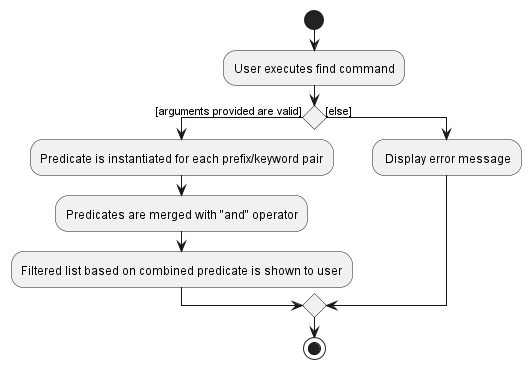 User executes find command
[arguments provided are valid]
[else]
Predicate is instantiated for each prefix/keyword pair
Display error message
Predicates are merged with "and" operator
Filtered list based on combined predicate is shown to user